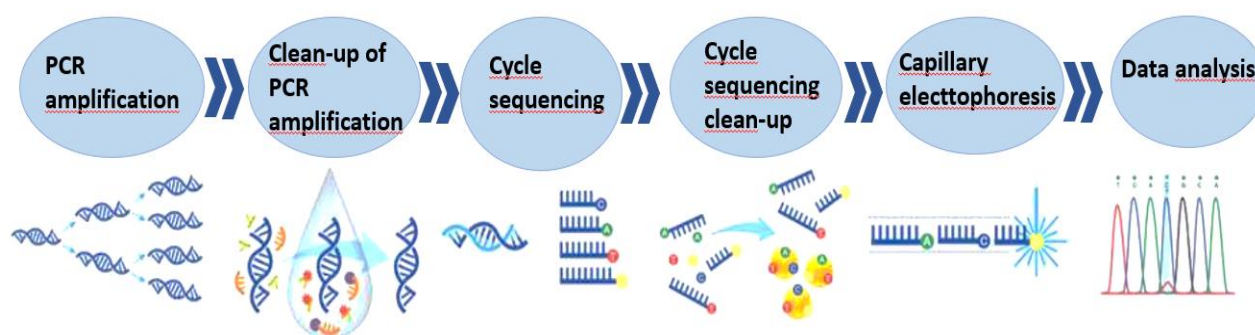 PCR
amplification
Clean-up of
PCR
amplification
Cycle
sequencing
Cycle
sequencing
clean-up
Capillary
electtophoresis
Data analysis
C
A
T
A
A
T
C
A
T
A
T
C
C
T
A
T
A
C